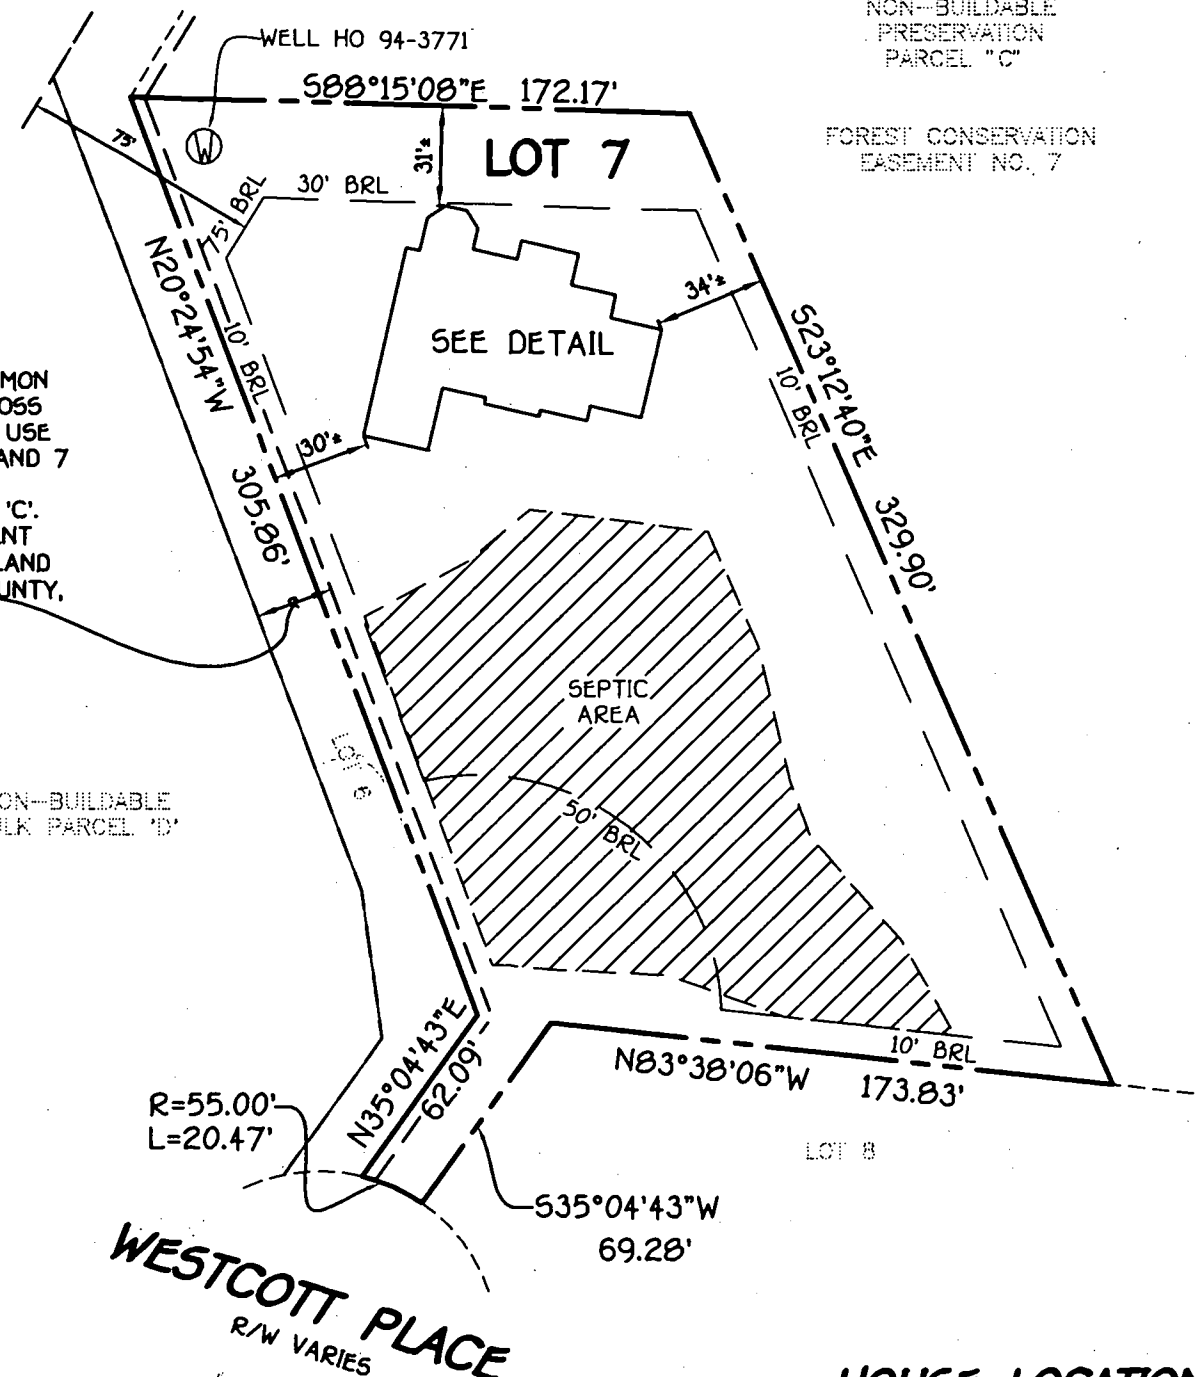 NON-BUILDABLE
PRESERVATION
PARCEL "C"
WELL HO 94-3771
S88°15'08"E 172.17'
FOREST CONSERVATION
EASEMENT NO. 7
75'
W
31'±
LOT 7
30' BRL
75' BRL
N20°24'54"W
305.86'
10' BRL
34'±
SEE DETAIL
S23°12'40"E 329.90'
10' BRL
MON
OSS
USE
AND 7
'C'.
ANT
LAND
UNTY,
30'±
SEPTIC
AREA
LOT 6
50' BRL
ON-BUILDABLE
ULK PARCEL 'D'
N35°04'43"E
62.09'
10' BRL
N83°38'06"W 173.83'
R=55.00'
L=20.47'
LOT 8
S35°04'43"W
69.28'
WESTCOTT PLACE
R/W VARIES
HOUSE LOCATION